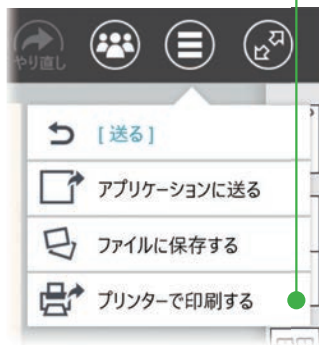 やり直し
[送る]
アプリケーションに送る
ファイルに保存する
プリンターで印刷する